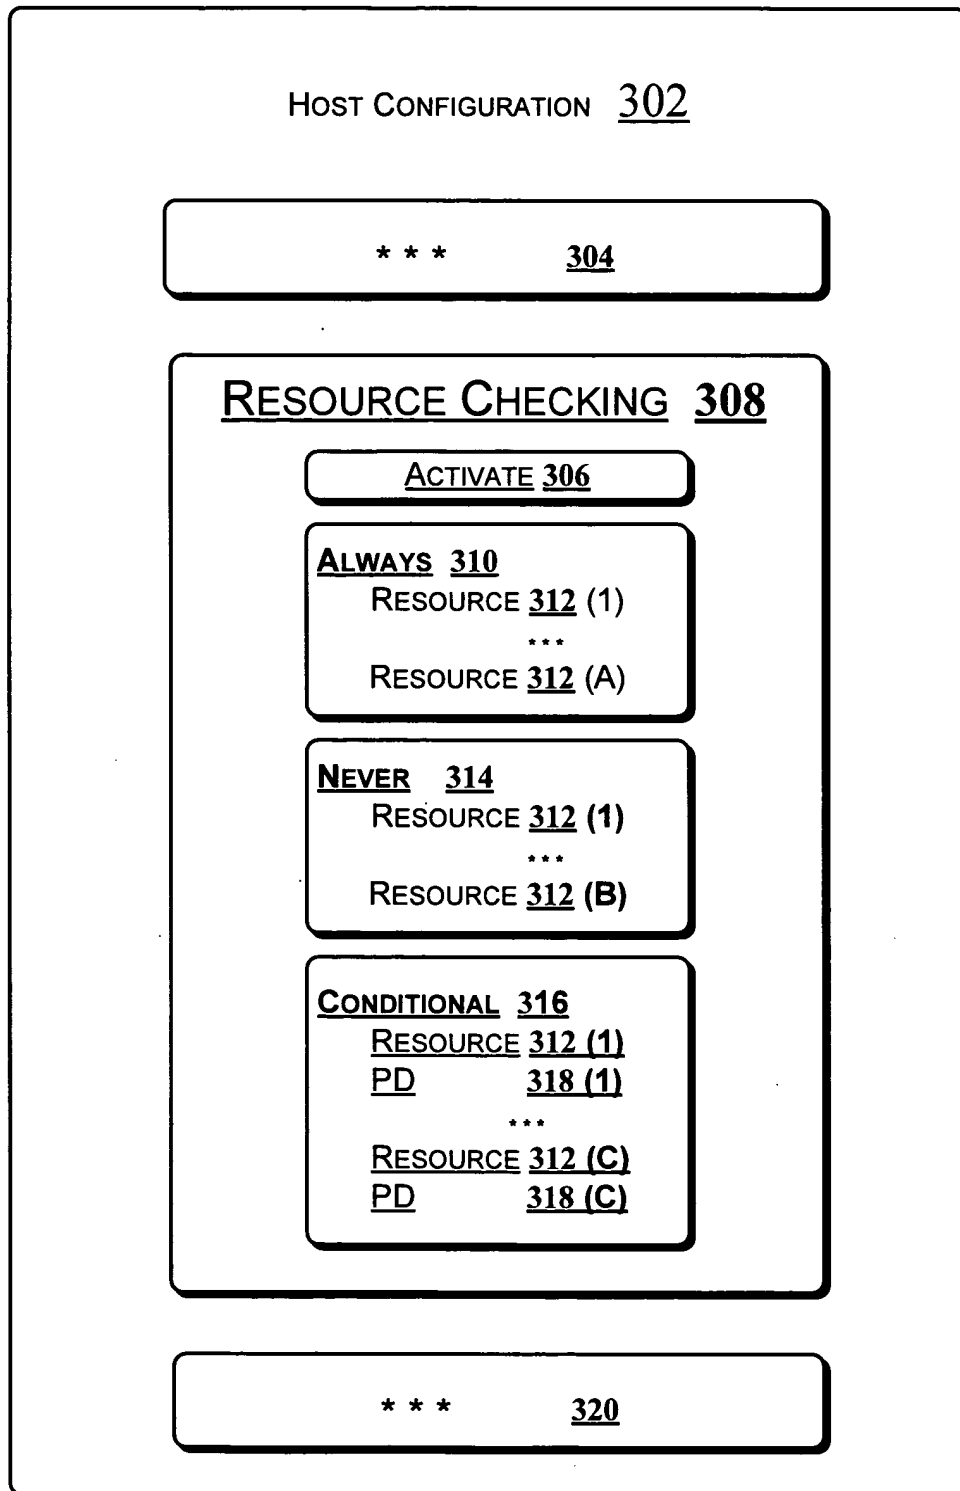 HOST CONFIGURATION 302
* * * 304
RESOURCE CHECKING 308
ACTIVATE 306
ALWAYS 310
RESOURCE 312 (1)
...
RESOURCE 312 (A)
NEVER 314
RESOURCE 312 (1)
...
RESOURCE 312 (B)
CONDITIONAL 316
RESOURCE 312 (1)
PD 318 (1)
...
RESOURCE 312 (C)
PD 318 (C)
* * * 320